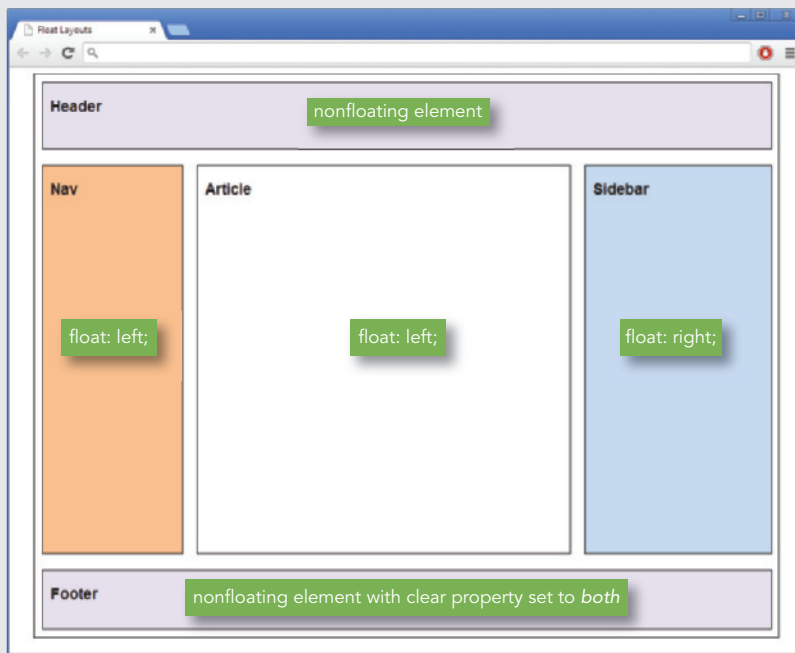 Float Layouts
Header
nonfloating element
Nav
Article
Sidebar
float: left;
float: left;
float: right;
Footer
nonfloating element with clear property set to both